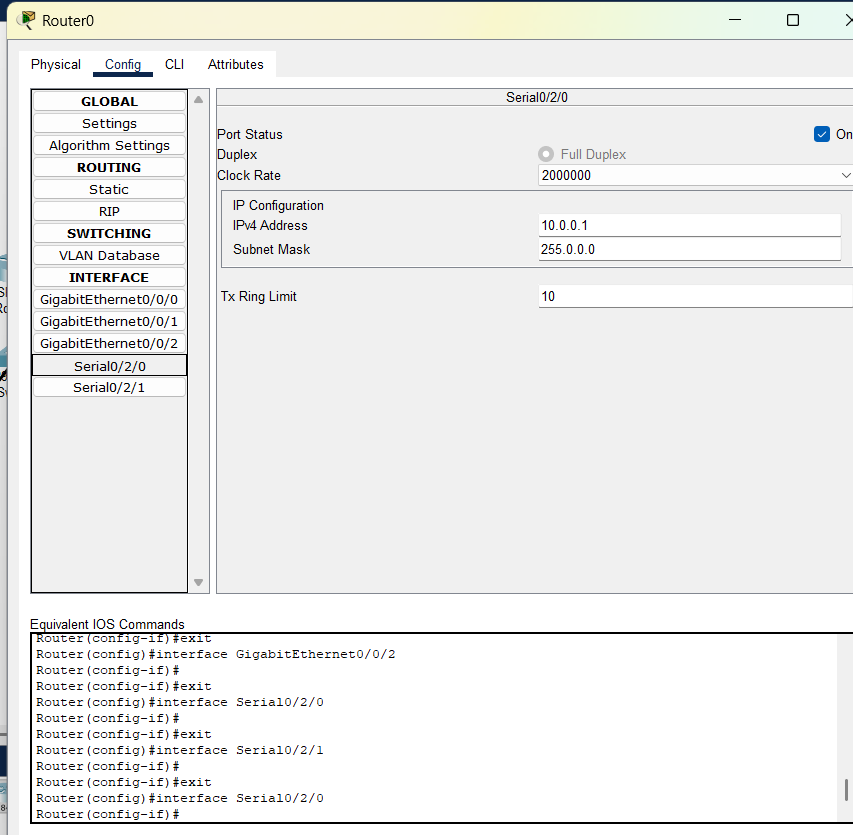 Router0
Physical Config CLI Attributes
GLOBAL
Settings
Algorithm Settings
ROUTING
Static
RIP
SWITCHING
VLAN Database
INTERFACE
GigabitEthernet0/0/0
GigabitEthernet0/0/1
GigabitEthernet0/0/2
Serial0/2/0
Serial0/2/1
Serial0/2/0
Port Status On
Duplex Full Duplex
Clock Rate 2000000
IP Configuration
IPv4 Address 10.0.0.1
Subnet Mask 255.0.0.0
Tx Ring Limit 10
Equivalent IOS Commands
Router(config-if)#exit
Router(config)#interface GigabitEthernet0/0/2
Router(config-if)#
Router(config-if)#exit
Router(config)#interface Serial0/2/0
Router(config-if)#
Router(config-if)#exit
Router(config)#interface Serial0/2/1
Router(config-if)#
Router(config-if)#exit
Router(config)#interface Serial0/2/0
Router(config-if)#